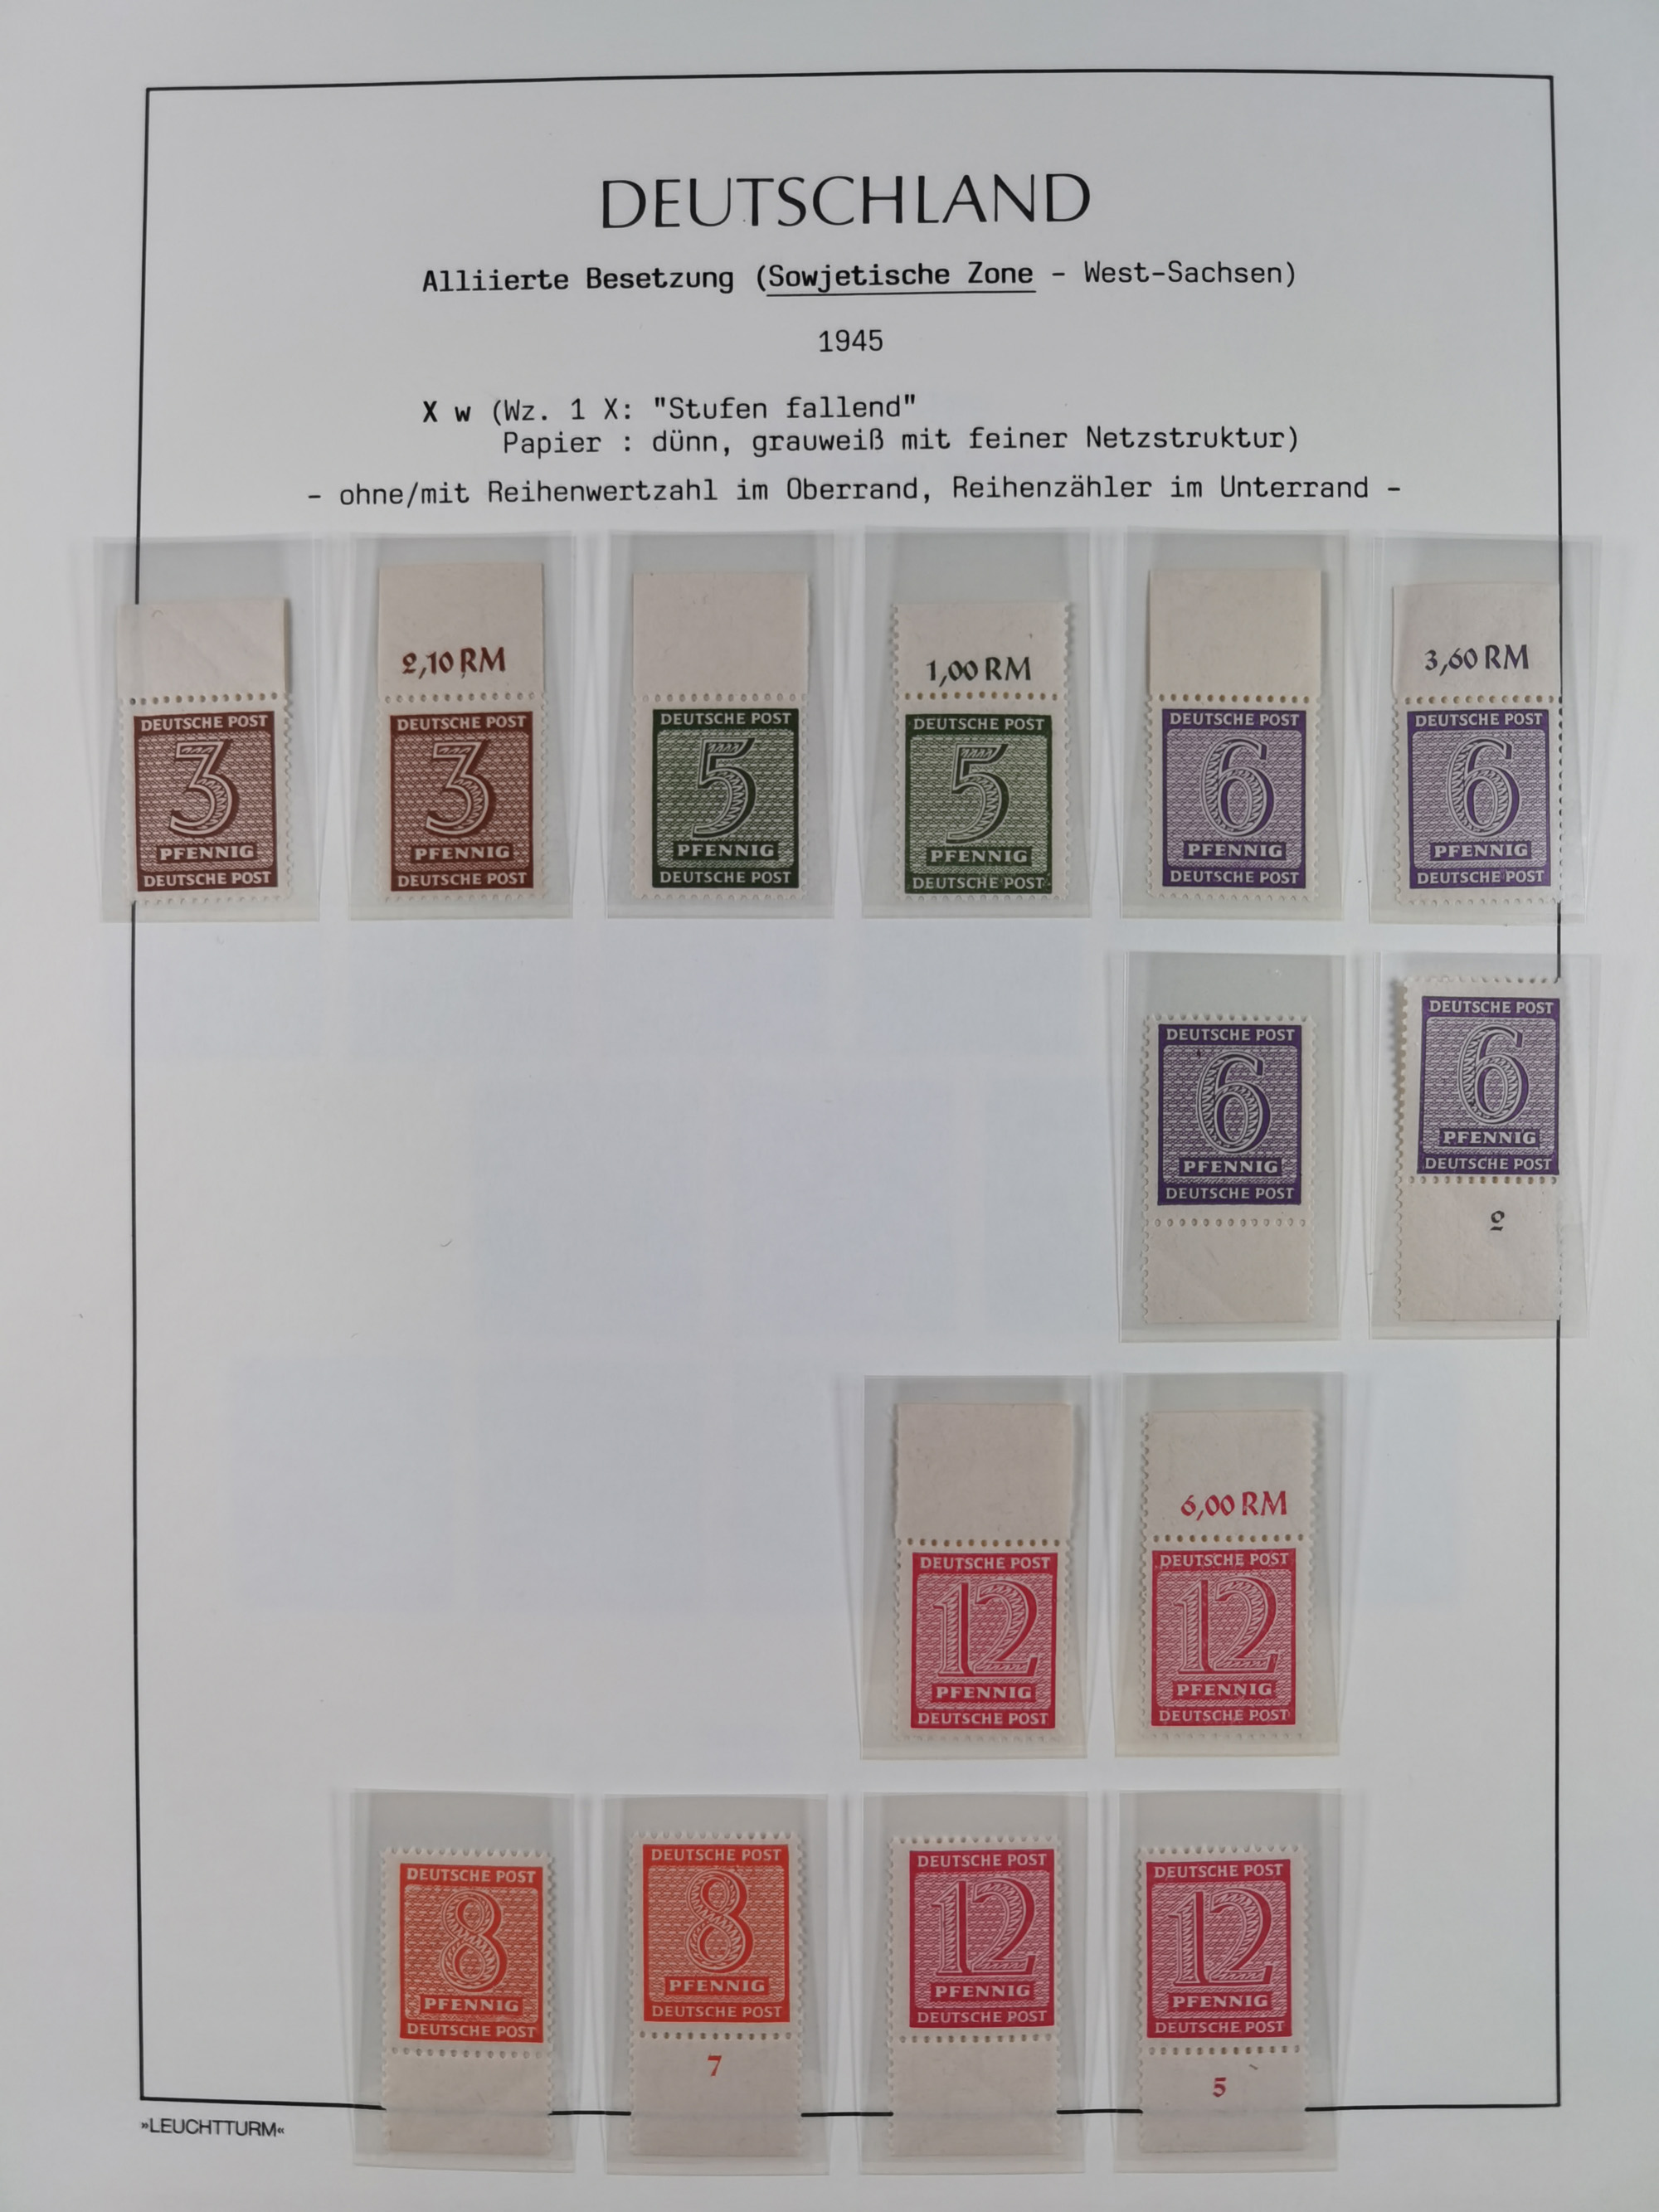 DEUTSCHLAND
Alliierte Besetzung (Sowjetische Zone - West-Sachsen)
1945
X w (Wz. 1 X: "Stufen fallend"
Papier : dünn, grauweiß mit feiner Netzstruktur)
- ohne/mit Reihenwertzahl im Oberrand, Reihenzähler im Unterrand -
DEUTSCHE POST
3
PFENNIG
DEUTSCHE POST
2,10 RM
DEUTSCHE POST
3
PFENNIG
DEUTSCHE POST
DEUTSCHE POST
5
PFENNIG
DEUTSCHE POST
1,00 RM
DEUTSCHE POST
5
PFENNIG
DEUTSCHE POST
DEUTSCHE POST
6
PFENNIG
DEUTSCHE POST
3,60 RM
DEUTSCHE POST
6
PFENNIG
DEUTSCHE POST
DEUTSCHE POST
6
PFENNIG
DEUTSCHE POST
DEUTSCHE POST
6
PFENNIG
DEUTSCHE POST
2
DEUTSCHE POST
12
PFENNIG
DEUTSCHE POST
6,00 RM
DEUTSCHE POST
12
PFENNIG
DEUTSCHE POST
DEUTSCHE POST
8
PFENNIG
DEUTSCHE POST
DEUTSCHE POST
8
PFENNIG
DEUTSCHE POST
7
DEUTSCHE POST
12
PFENNIG
DEUTSCHE POST
DEUTSCHE POST
12
PFENNIG
DEUTSCHE POST
5
»LEUCHTTURM«